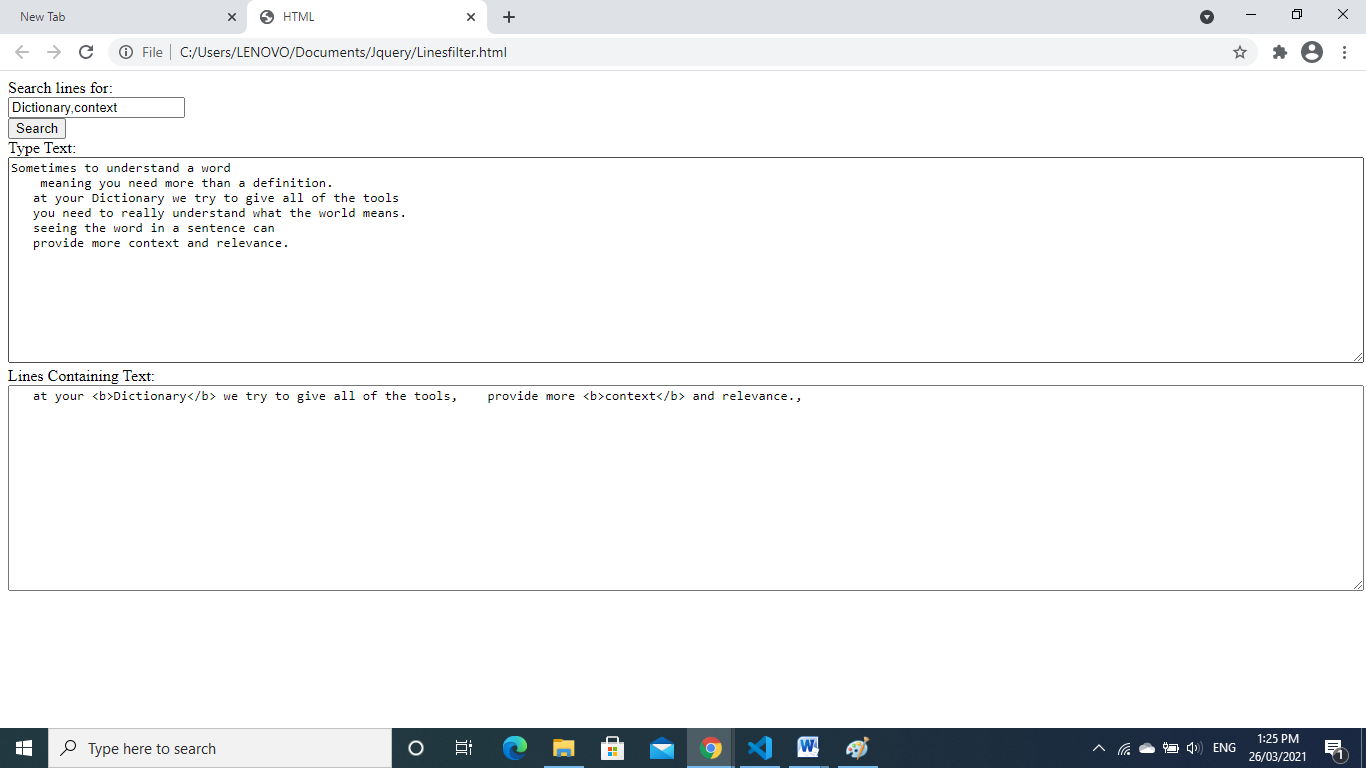 New Tab
HTML
File
C:/Users/LENOVO/Documents/Jquery/Linesfilter.html
Search lines for:
Dictionary,context
Search
Type Text:
Sometimes to understand a word
meaning you need more than a definition.
at your Dictionary we try to give all of the tools
you need to really understand what the world means.
seeing the word in a sentence can
provide more context and relevance.
Lines Containing Text:
at your <b>Dictionary</b> we try to give all of the tools,    provide more <b>context</b> and relevance.,
Type here to search
ENG
1:25 PM
26/03/2021
1